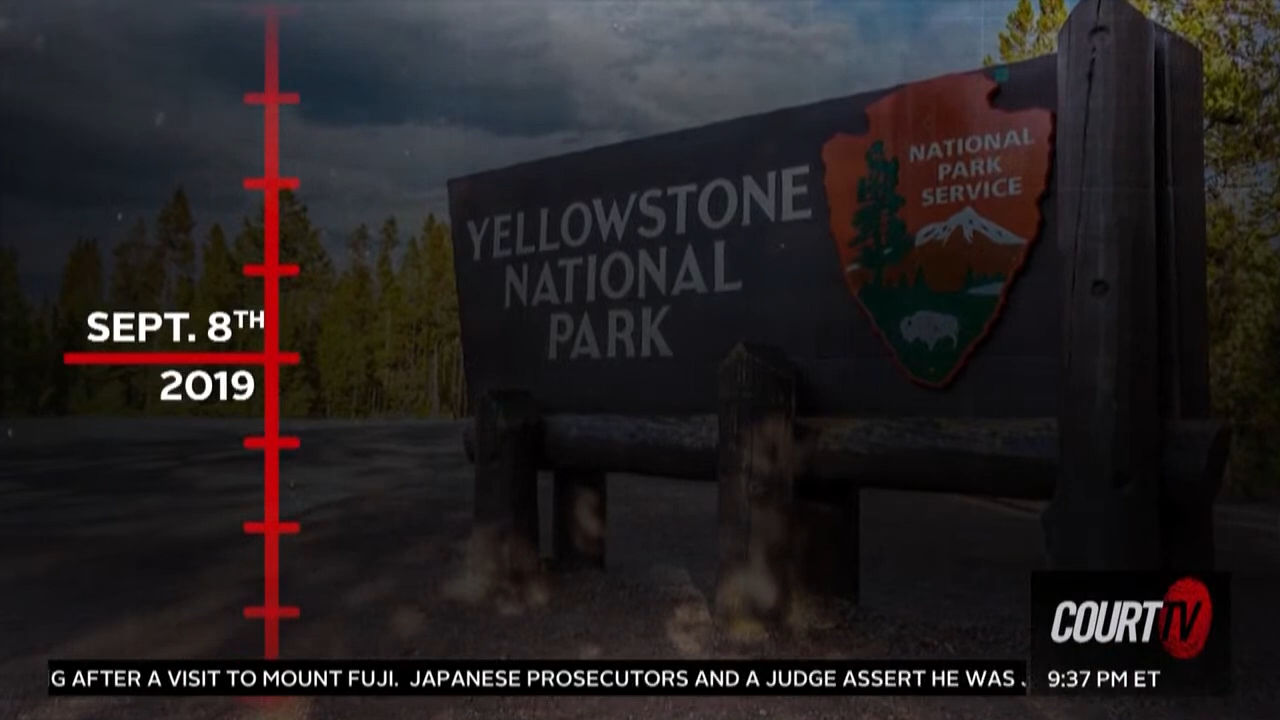 SEPT. 8TH
2019
YELLOWSTONE
NATIONAL
PARK
NATIONAL
PARK
SERVICE
COURT TV
G AFTER A VISIT TO MOUNT FUJI. JAPANESE PROSECUTORS AND A JUDGE ASSERT HE WAS
9:37 PM ET